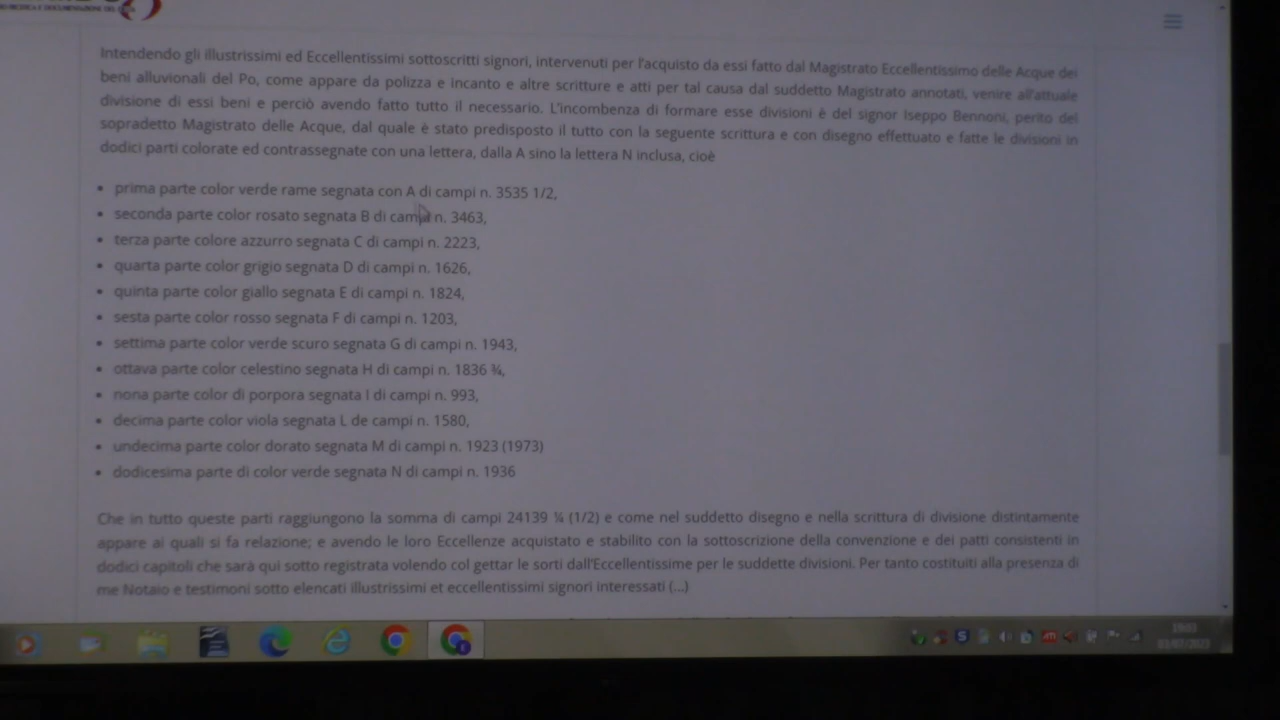 Intendendo gli illustrissimi ed Eccellentissimi sottoscritti signori, intervenuti per l'acquisto da essi fatto dal Magistrato Eccellentissimo delle Acque dei
beni alluvionali del Po, come appare da polizza e Incanto e altre scritture e atti per tal causa dal suddetto Magistrato annotati, venire all'attuale
divisione di essi beni e perciò avendo fatto tutto il necessario. L'incombenza di formare esse divisioni è del signor Iseppo Bennoni, perito del
sopradetto Magistrato delle Acque, dal quale è stato predisposto il tutto con la seguente scrittura e con disegno effettuato e fatte le divisioni in
dodici parti colorate ed contrassegnate con una lettera, dalla A sino la lettera N inclusa, cioè
• prima parte color verde rame segnata con A di campi n. 3535 1/2,
• seconda parte color rosato segnata B di campi n. 3463,
• terza parte colore azzurro segnata C di campi n. 2223,
• quarta parte color grigio segnata D di campi n. 1626,
• quinta parte color giallo segnata E di campi n. 1824,
• sesta parte color rosso segnata F di campi n. 1203,
• settima parte color verde scuro segnata G di campi n. 1943,
• ottava parte color celestino segnata H di campi n. 1836 ¾,
• nona parte color di porpora segnata I di campi n. 993,
• decima parte color viola segnata L de campi n. 1580,
• undecima parte color dorato segnata M di campi n. 1923 (1973)
• dodicesima parte di color verde segnata N di campi n. 1936
Che in tutto queste parti raggiungono la somma di campi 24139 ¼ (1/2) e come nel suddetto disegno e nella scrittura di divisione distintamente
appare ai quali si fa relazione; e avendo le loro Eccellenze acquistato e stabilito con la sottoscrizione della convenzione e dei patti consistenti in
dodici capitoli che sarà qui sotto registrata volendo col gettar le sorti dall'Eccellentissime per le suddette divisioni. Per tanto costituiti alla presenza di
me Notaio e testimoni sotto elencati illustrissimi et eccellentissimi signori interessati (...)